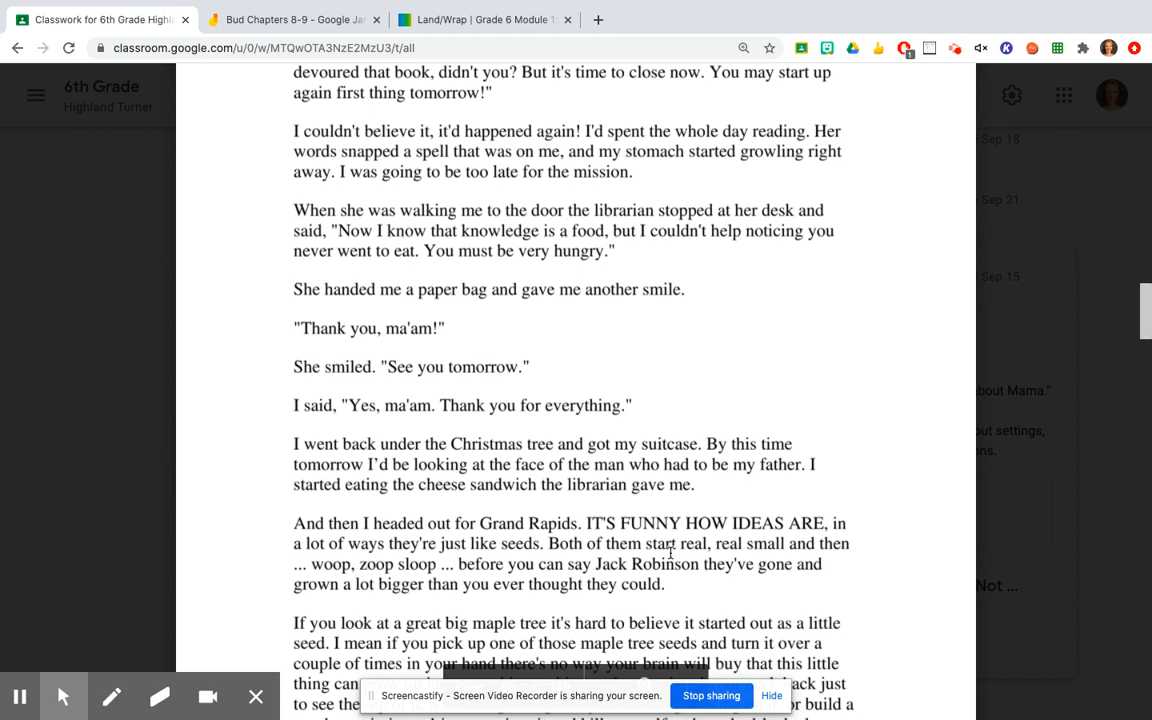 Classwork for 6th Grade Highl
Bud Chapters 8-9 - Google Ja
Land/Wrap | Grade 6 Module 1
classroom.google.com/u/0/w/MTQwOTA3NzE2MzU3/t/all
6th Grade
Highland Turner
devoured that book, didn't you? But it's time to close now. You may start up
again first thing tomorrow!"
Sep 18
I couldn't believe it, it'd happened again! I'd spent the whole day reading. Her
words snapped a spell that was on me, and my stomach started growling right
away. I was going to be too late for the mission.
Sep 21
When she was walking me to the door the librarian stopped at her desk and
said, "Now I know that knowledge is a food, but I couldn't help noticing you
never went to eat. You must be very hungry."
Sep 15
She handed me a paper bag and gave me another smile.
"Thank you, ma'am!"
She smiled. "See you tomorrow."
about Mama."
I said, "Yes, ma'am. Thank you for everything."
out settings,
ons.
I went back under the Christmas tree and got my suitcase. By this time
tomorrow I'd be looking at the face of the man who had to be my father. I
started eating the cheese sandwich the librarian gave me.
And then I headed out for Grand Rapids. IT'S FUNNY HOW IDEAS ARE, in
a lot of ways they're just like seeds. Both of them start real, real small and then
... woop, zoop sloop ... before you can say Jack Robinson they've gone and
grown a lot bigger than you ever thought they could.
Not ...
If you look at a great big maple tree it's hard to believe it started out as a little
seed. I mean if you pick up one of those maple tree seeds and turn it over a
couple of times in your hand there's no way your brain will buy that this little
thing can
ack just
to see the
or build a
Screencastify - Screen Video Recorder is sharing your screen.
Stop sharing
Hide